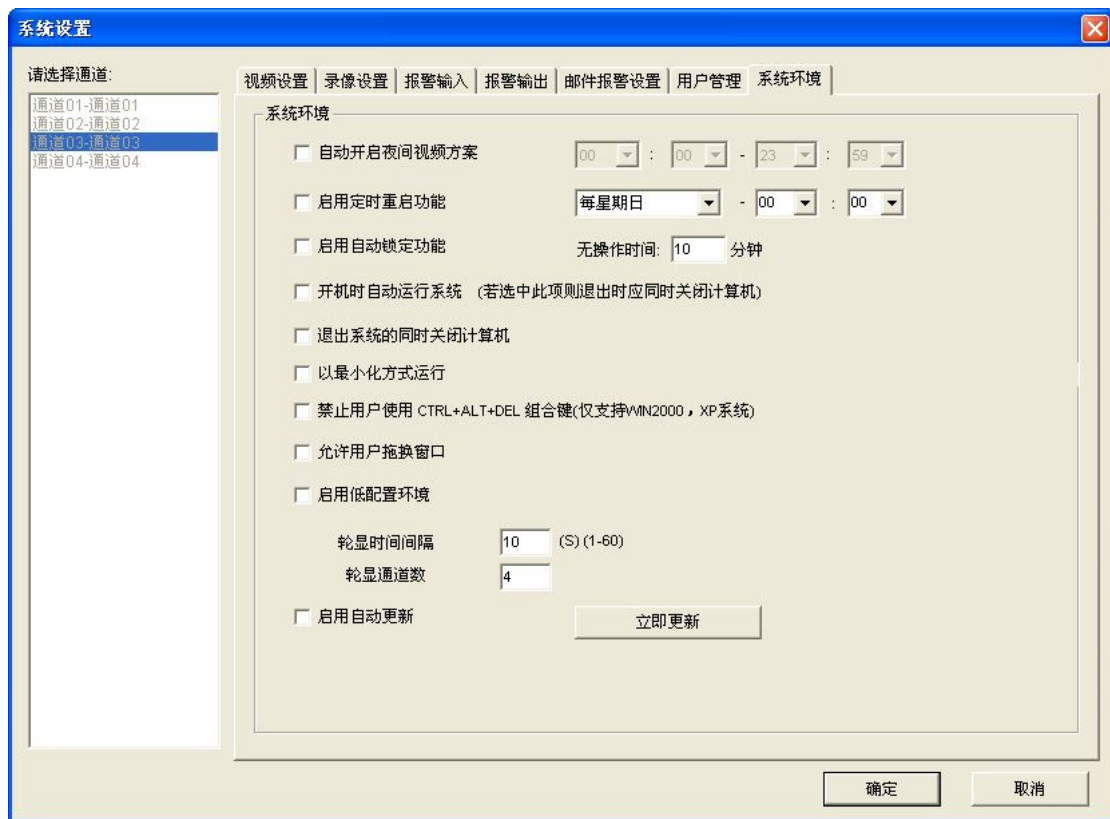 系统设置
请选择通道:
通道01-通道01
通道02-通道02
通道03-通道03
通道04-通道04
视频设置 录像设置 报警输入 报警输出 邮件报警设置 用户管理 系统环境
系统环境
自动开启夜间视频方案 00 : 00 - 23 : 59
启用定时重启功能 每星期日 - 00 : 00
启用自动锁定功能 无操作时间: 10 分钟
开机时自动运行系统 (若选中此项则退出时应同时关闭计算机)
退出系统的同时关闭计算机
以最小化方式运行
禁止用户使用 CTRL+ALT+DEL 组合键(仅支持WIN2000,XP系统)
允许用户拖换窗口
启用低配置环境
轮显时间间隔 10 (S) (1-60)
轮显通道数 4
启用自动更新 立即更新
确定 取消